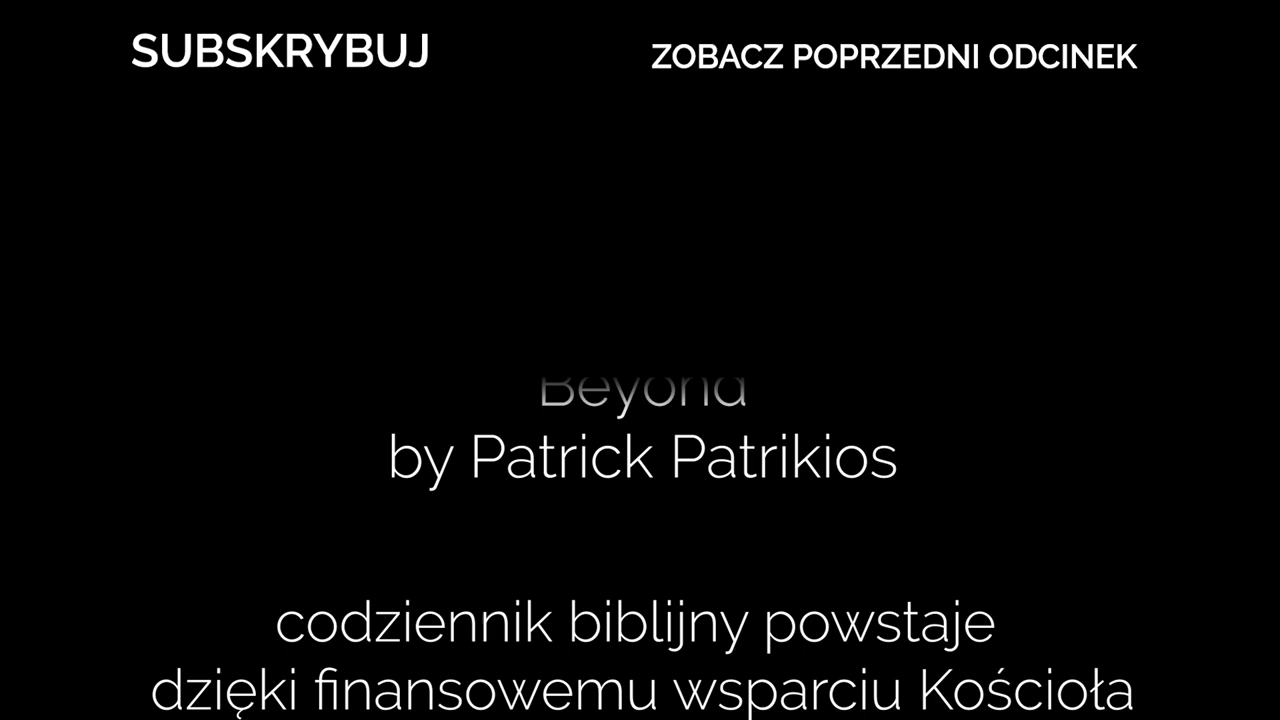 SUBSKRYBUJ
ZOBACZ POPRZEDNI ODCINEK
Beyond
by Patrick Patrikios
codziennik biblijny powstaje
dzięki finansowemu wsparciu Kościoła